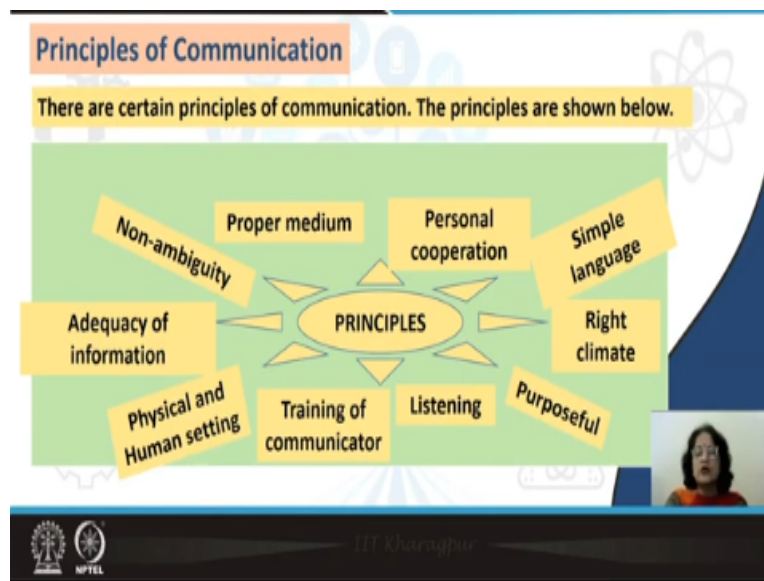 Principles of Communication
There are certain principles of communication. The principles are shown below.
Non-ambiguity
Proper medium
Personal
cooperation
Simple
language
Adequacy of
information
PRINCIPLES
Right
climate
Physical and
Human setting
Training of
communicator
Listening
Purposeful
NPTEL
IIT Kharagpur